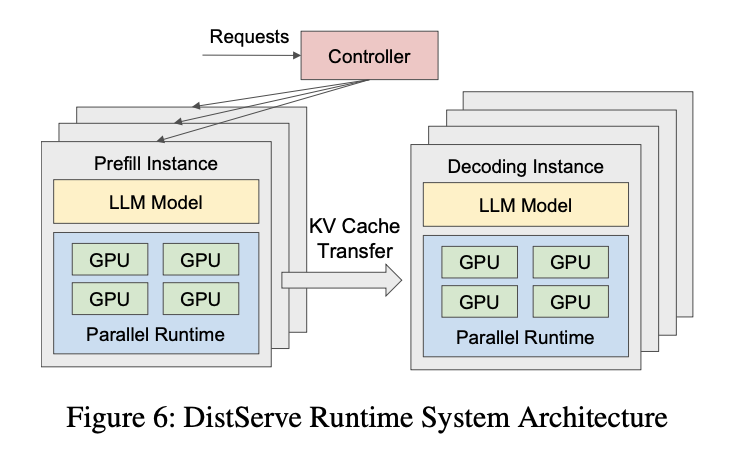 Requests
Controller
Prefill Instance
LLM Model
GPU GPU
GPU GPU
Parallel Runtime
KV Cache
Transfer
Decoding Instance
LLM Model
GPU GPU
GPU GPU
Parallel Runtime
Figure 6: DistServe Runtime System Architecture